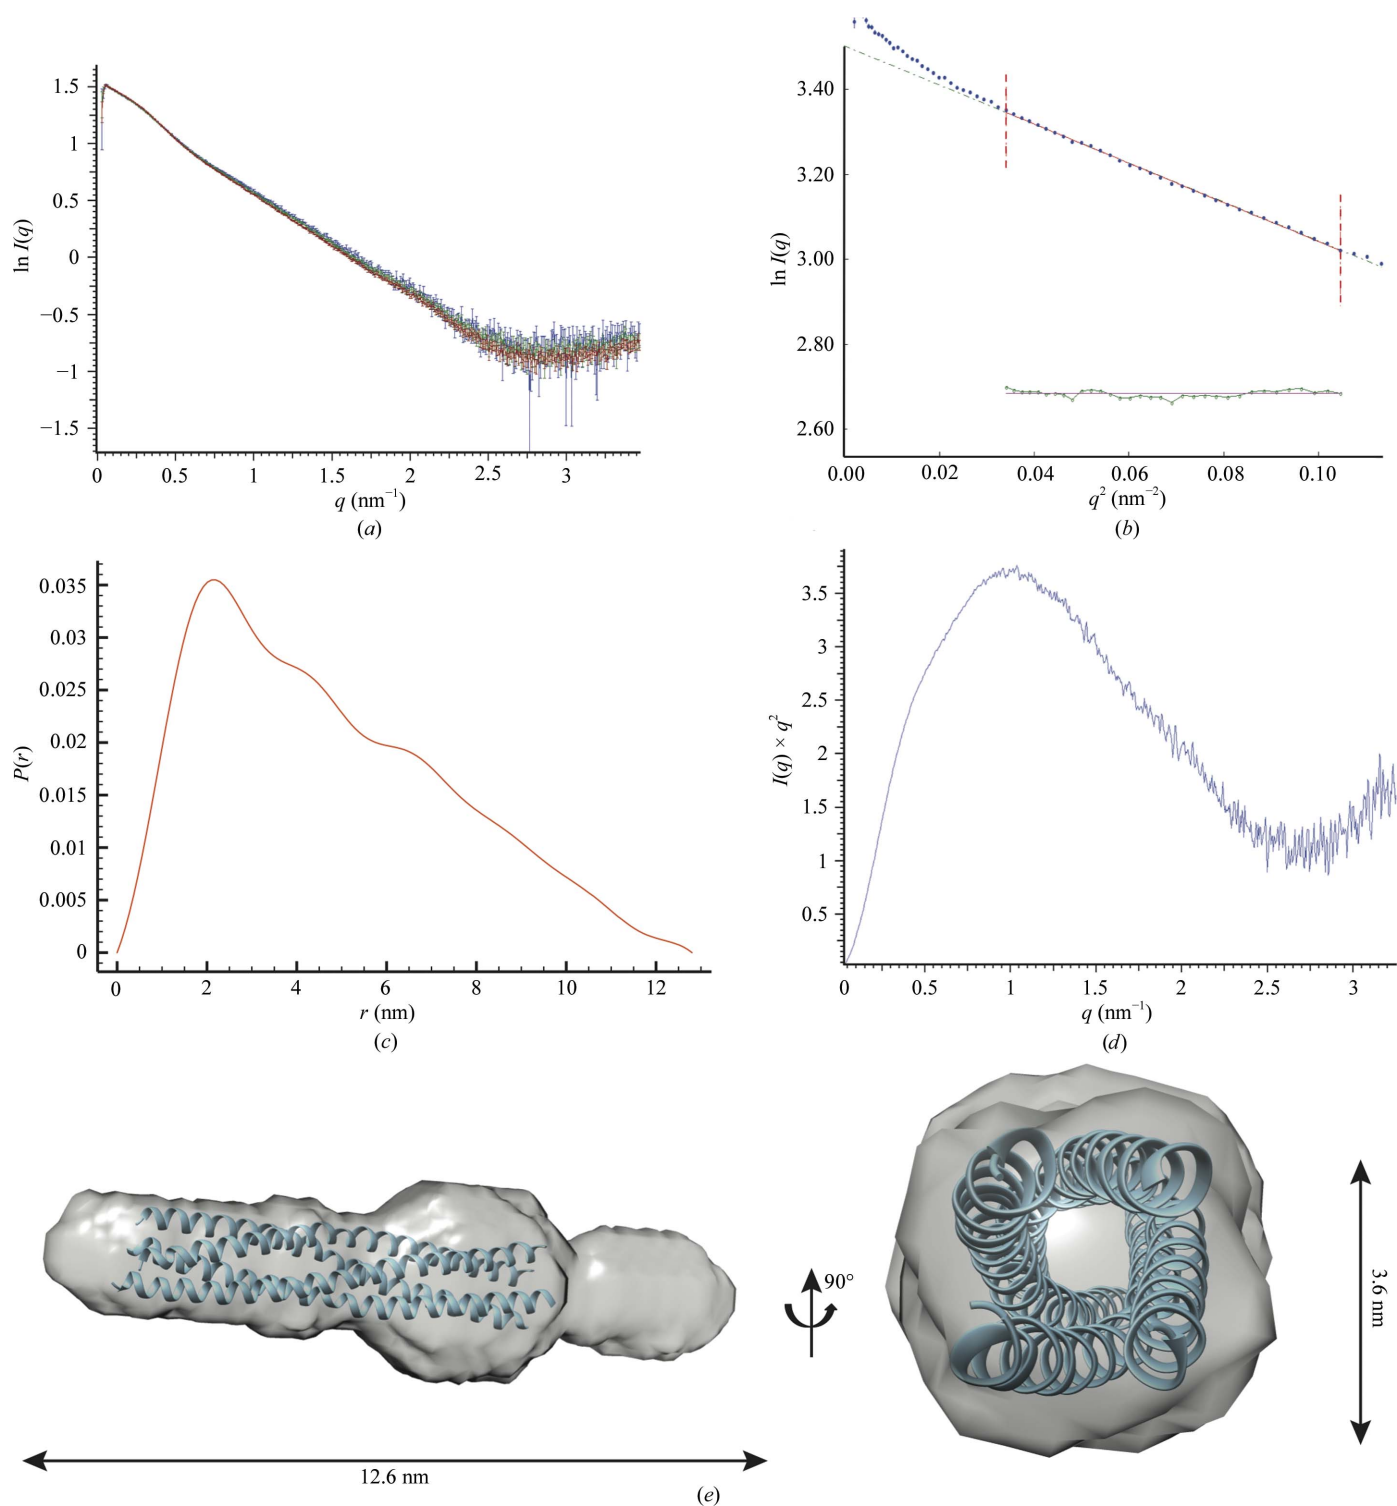 1.5
1
0.5
0
−0.5
−1
−1.5
ln I(q)
0 0.5 1 1.5 2 2.5 3
q (nm−1)
(a)
3.40
3.20
3.00
2.80
2.60
ln I(q)
0.00 0.02 0.04 0.06 0.08 0.10
q2 (nm−2)
(b)
0.035
0.03
0.025
0.02
0.015
0.01
0.005
0
P(r)
0 2 4 6 8 10 12
r (nm)
(c)
3.5
3
2.5
2
1.5
1
0.5
I(q) × q2
0 0.5 1 1.5 2 2.5 3
q (nm−1)
(d)
90°
3.6 nm
12.6 nm
(e)